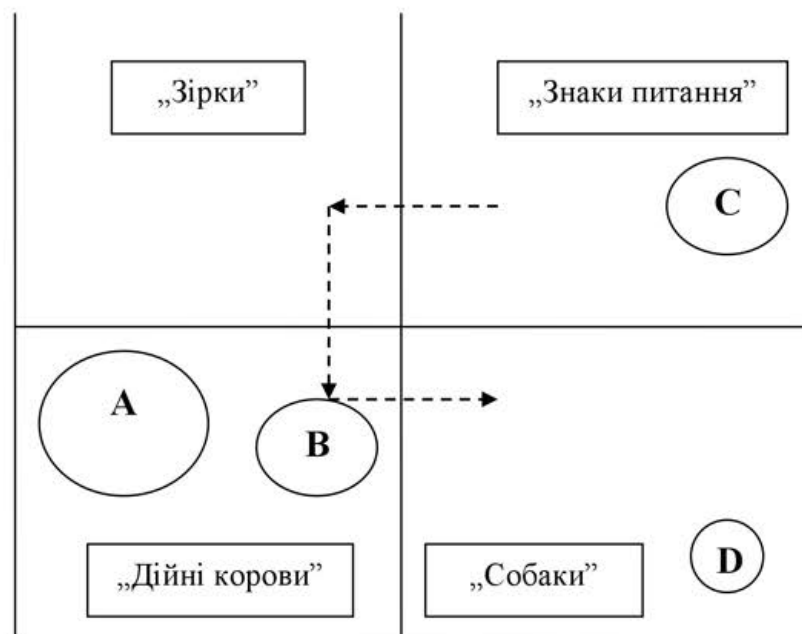 „Зірки”
„Знаки питання”
C
A
B
„Дійні корови”
„Собаки”
D